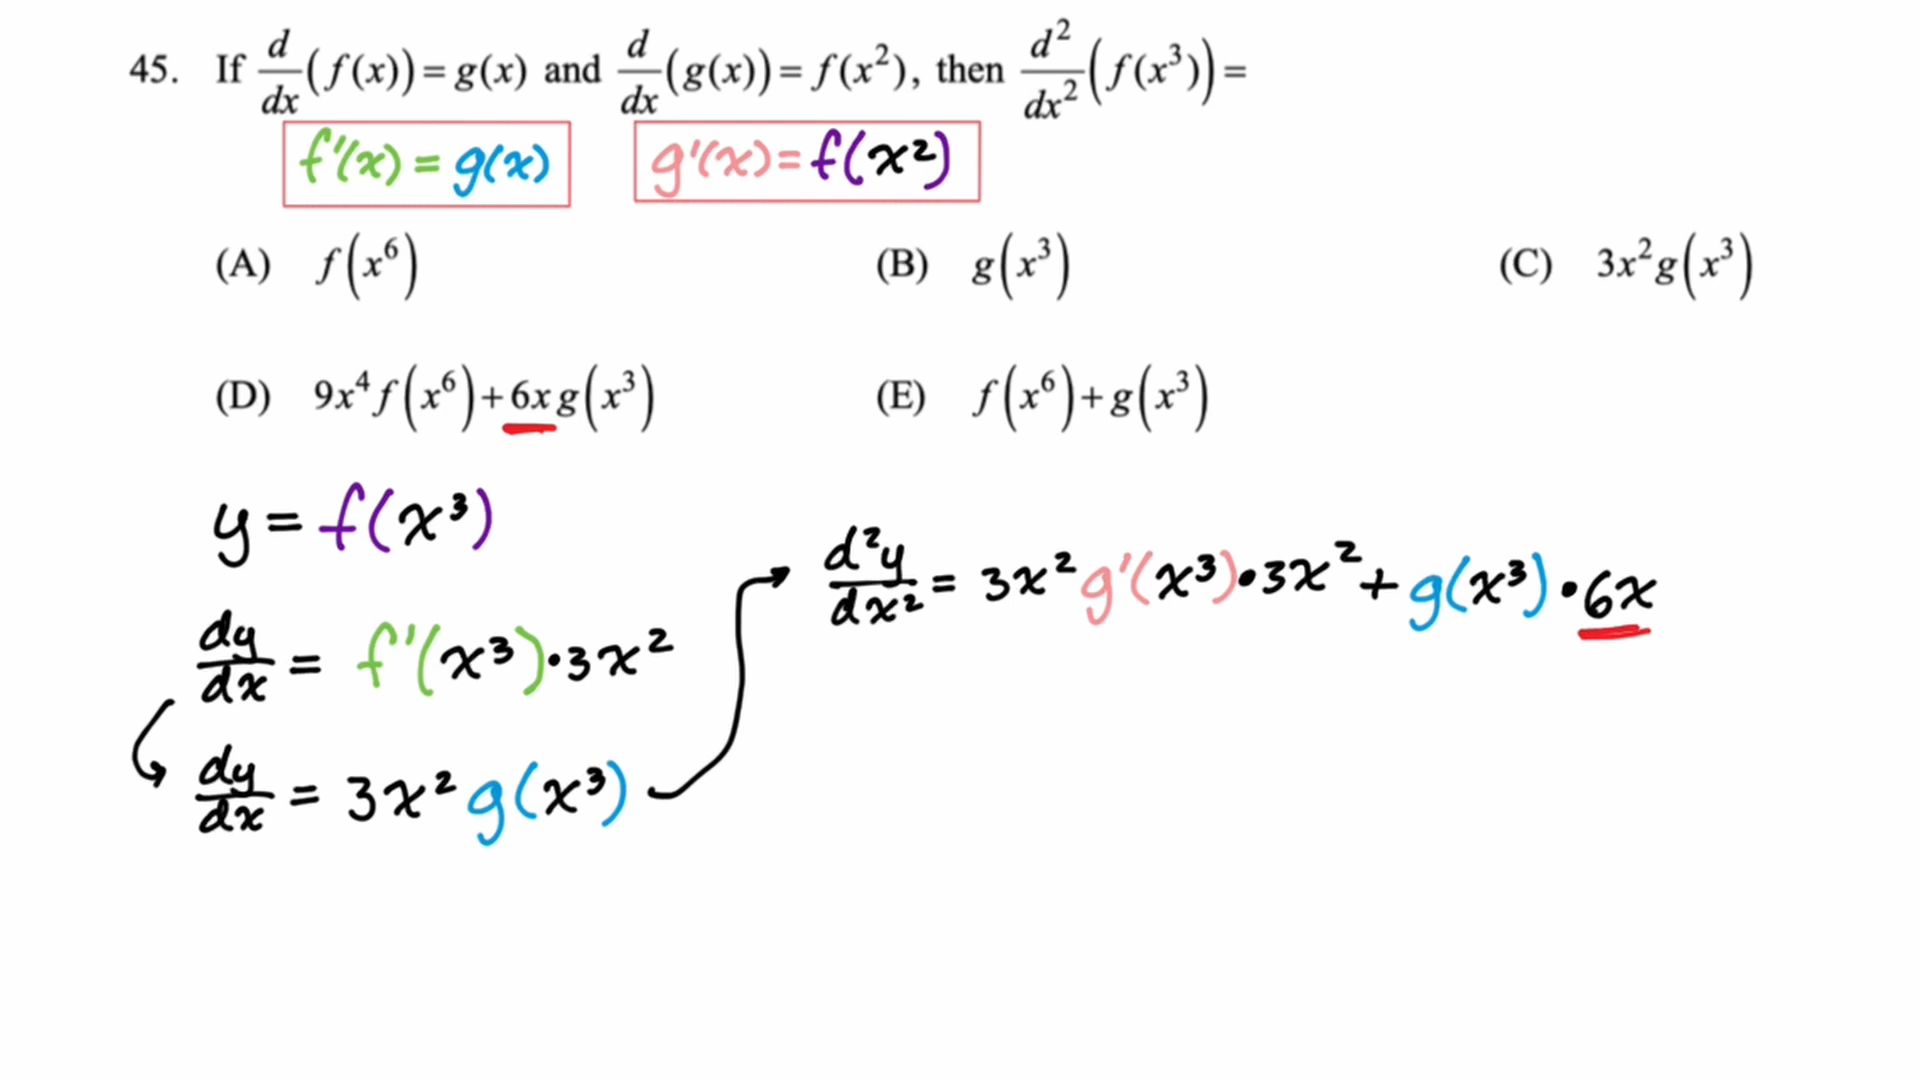 45. If d/dx (f(x)) = g(x) and d/dx (g(x)) = f(x²), then d²/dx² (f(x³)) =
f'(x) = g(x) g'(x) = f(x²)
(A) f(x⁶) (B) g(x³) (C) 3x²g(x³)
(D) 9x⁴f(x⁶)+6xg(x³) (E) f(x⁶)+g(x³)
y = f(x³)
dy/dx = f'(x³)·3x²
dy/dx = 3x²g(x³)
d²y/dx² = 3x²g'(x³)·3x²+g(x³)·6x